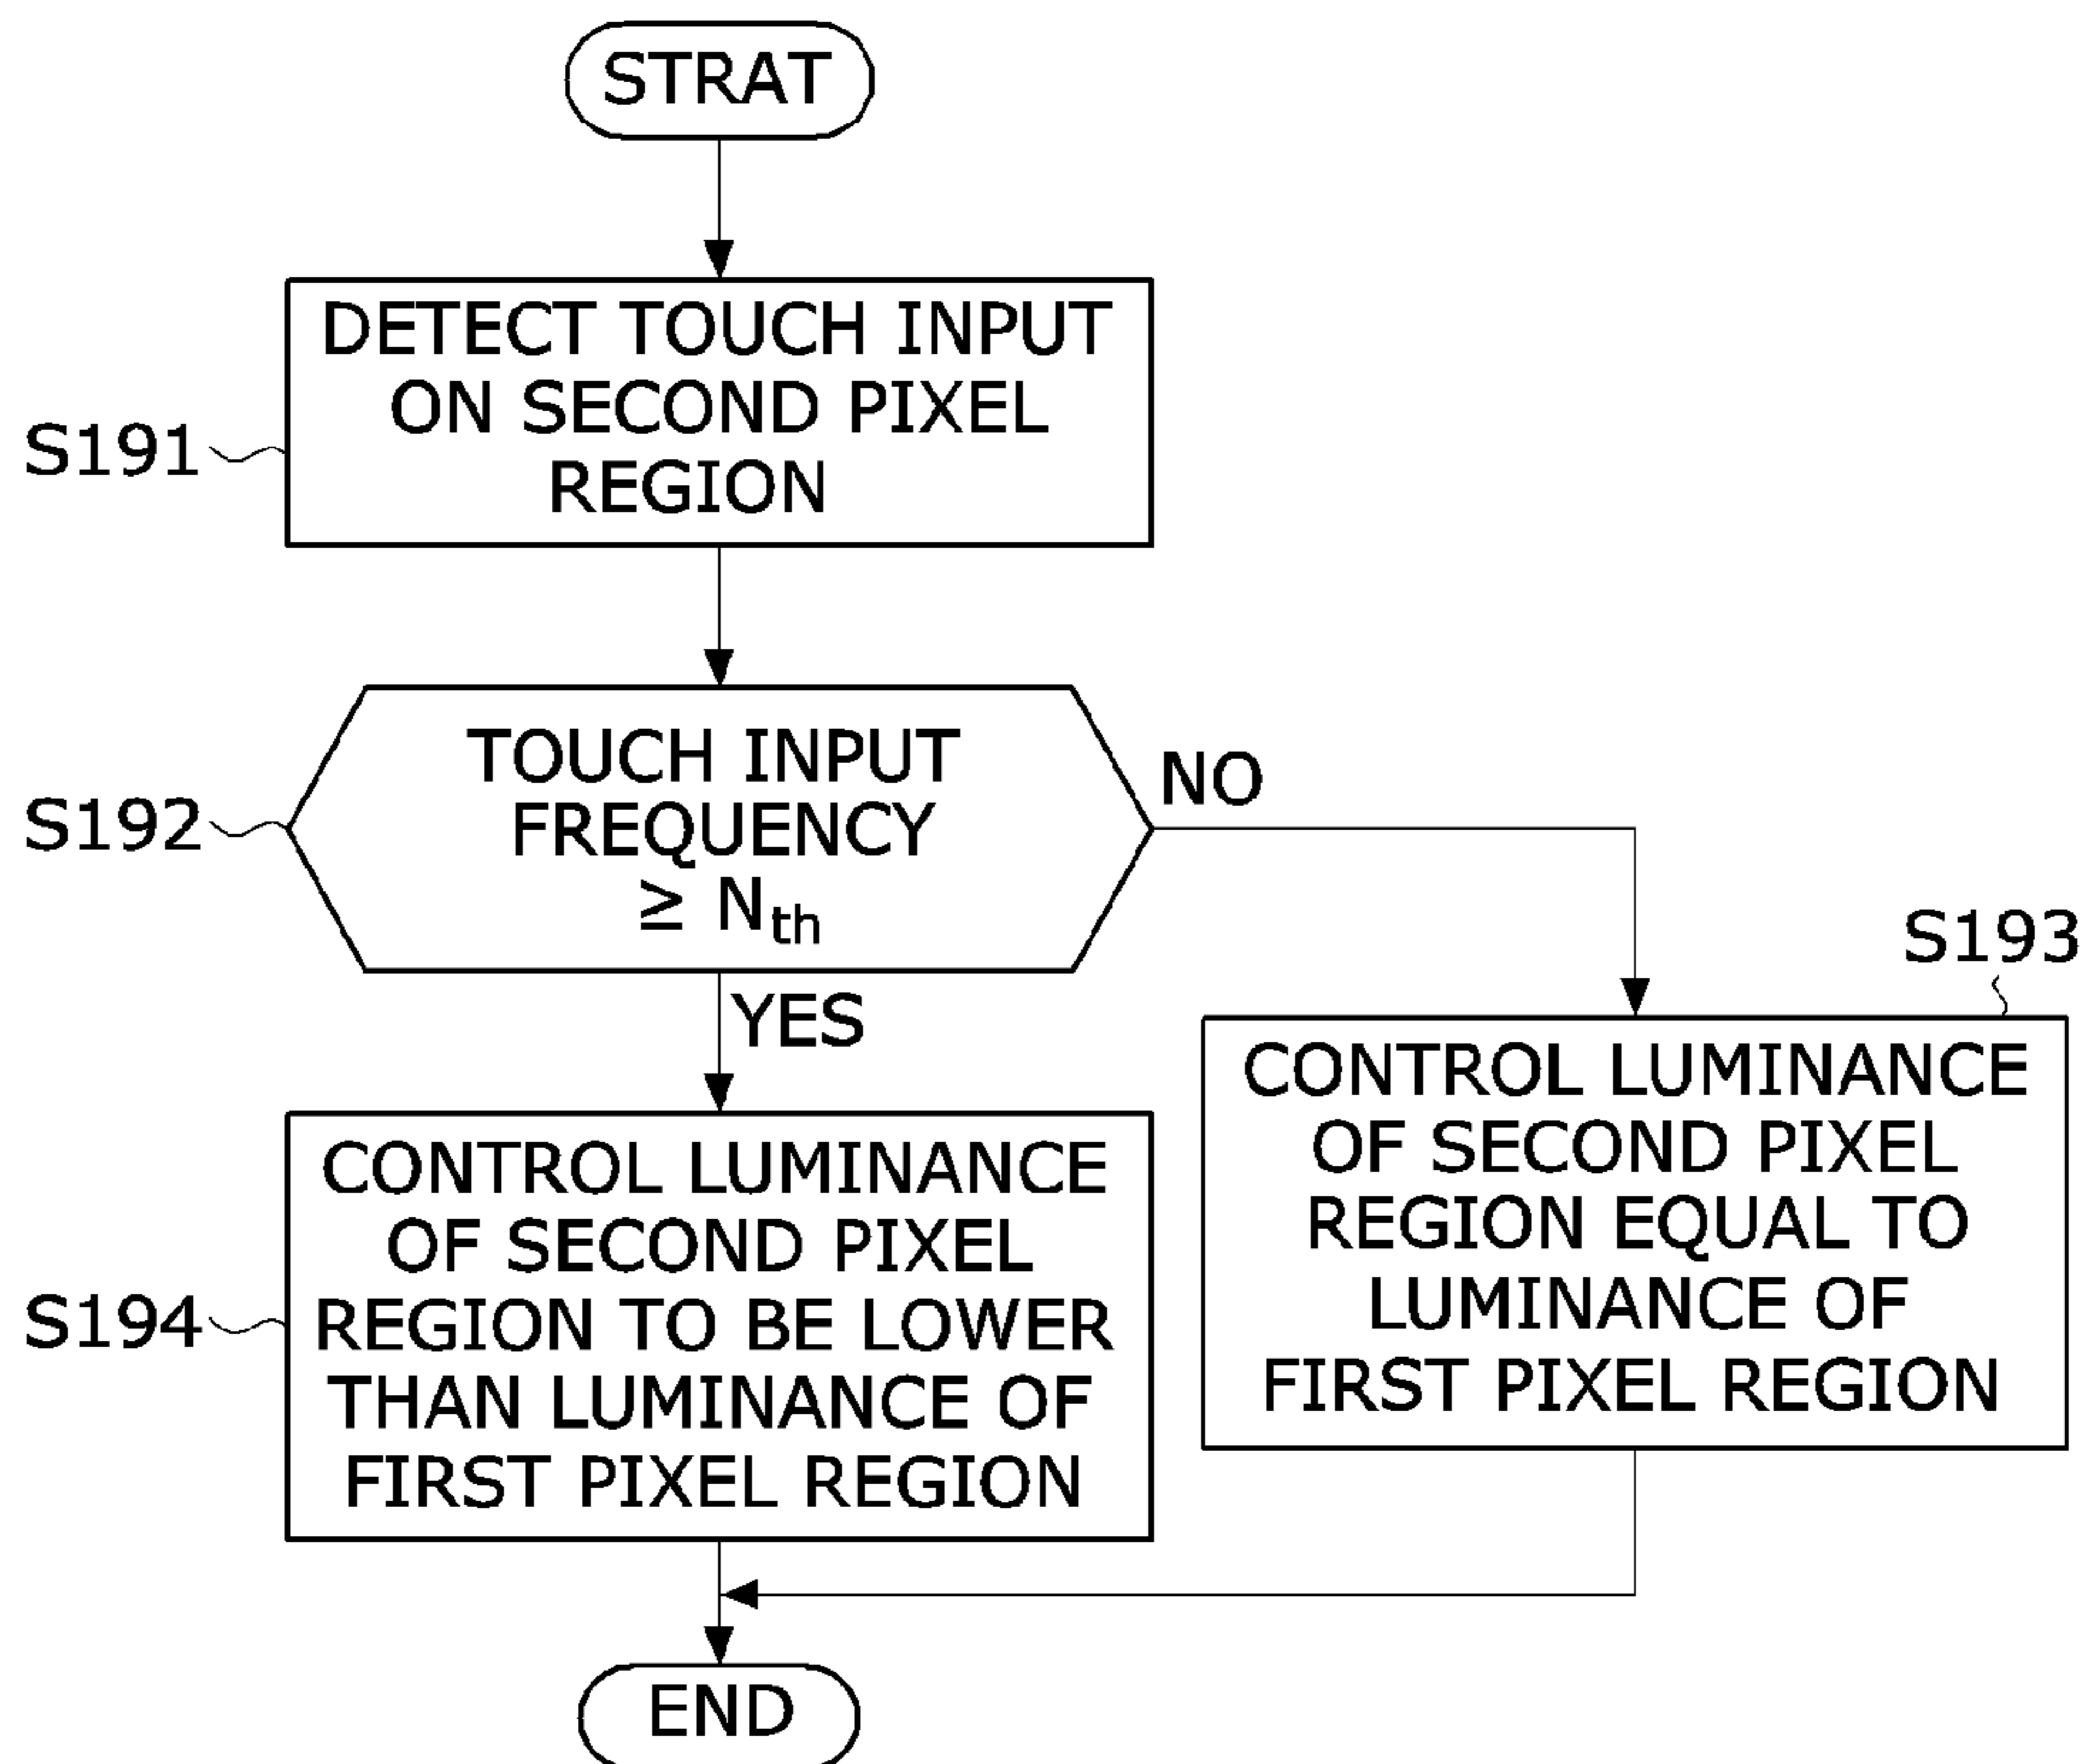 STRAT
DETECT TOUCH INPUT
ON SECOND PIXEL
REGION
S191
TOUCH INPUT
FREQUENCY
≥ Nth
S192
NO
YES
S193
CONTROL LUMINANCE
OF SECOND PIXEL
REGION EQUAL TO
LUMINANCE OF
FIRST PIXEL REGION
CONTROL LUMINANCE
OF SECOND PIXEL
REGION TO BE LOWER
THAN LUMINANCE OF
FIRST PIXEL REGION
S194
END